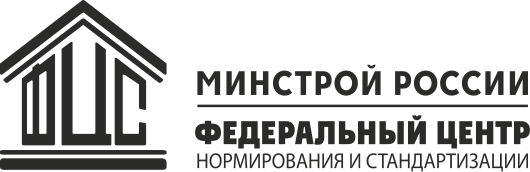 ФЦС
МИНСТРОЙ РОССИИ
ФЕДЕРАЛЬНЫЙ ЦЕНТР
НОРМИРОВАНИЯ И СТАНДАРТИЗАЦИИ